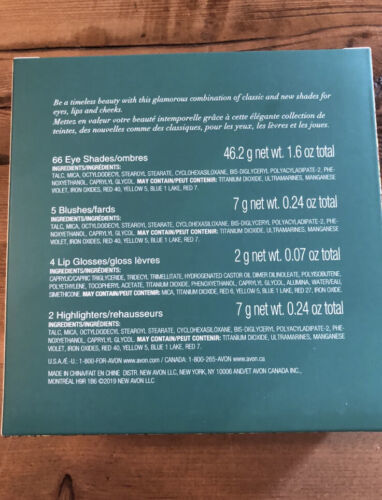 Be a timeless beauty with this glamorous combination of classic and new shades for
eyes, lips and cheeks.
Mettez en valeur votre beauté intemporelle grâce à cette élégante collection de
teintes, des nouvelles comme des classiques, pour les yeux, les lèvres et les joues.
66 Eye Shades/ombres 46.2 g net wt. 1.6 oz total
INGREDIENTS/INGRÉDIENTS:
TALC, MICA, OCTYLDODECYL STEAROYL STEARATE, CYCLOHEXASILOXANE, BIS-DIGLYCERYL POLYACYLADIPATE-2, PHE-
NOXYETHANOL, CAPRYLYL GLYCOL. MAY CONTAIN/PEUT CONTENIR: TITANIUM DIOXIDE, ULTRAMARINES, MANGANESE
VIOLET, IRON OXIDES, RED 40, YELLOW 5, BLUE 1 LAKE, RED 7.
5 Blushes/fards 7 g net wt. 0.24 oz total
INGREDIENTS/INGRÉDIENTS:
TALC, MICA, OCTYLDODECYL STEAROYL STEARATE, CYCLOHEXASILOXANE, BIS-DIGLYCERYL POLYACYLADIPATE-2, PHE-
NOXYETHANOL, CAPRYLYL GLYCOL. MAY CONTAIN/PEUT CONTENIR: TITANIUM DIOXIDE, ULTRAMARINES, MANGANESE
VIOLET, IRON OXIDES, RED 40, YELLOW 5, BLUE 1 LAKE, RED 7.
4 Lip Glosses/gloss lèvres 2 g net wt. 0.07 oz total
INGREDIENTS/INGRÉDIENTS:
CAPRYLIC/CAPRIC TRIGLYCERIDE, TRIDECYL TRIMELLITATE, HYDROGENATED CASTOR OIL DIMER DILINOLEATE, POLYISOBUTENE,
POLYETHYLENE, TOCOPHERYL ACETATE, TITANIUM DIOXIDE, PHENOXYETHANOL, CAPRYLYL GLYCOL, ALUMINA, WATER/EAU,
SIMETHICONE. MAY CONTAIN/PEUT CONTENIR: MICA, TITANIUM DIOXIDE, RED 6, YELLOW 5, BLUE 1 LAKE, RED 27, IRON OXIDE.
2 Highlighters/rehausseurs 7 g net wt. 0.24 oz total
INGREDIENTS/INGRÉDIENTS:
TALC, MICA, OCTYLDODECYL STEAROYL STEARATE, CYCLOHEXASILOXANE, BIS-DIGLYCERYL POLYACYLADIPATE-2, PHE-
NOXYETHANOL, CAPRYLYL GLYCOL. MAY CONTAIN/PEUT CONTENIR: TITANIUM DIOXIDE, ULTRAMARINES, MANGANESE
VIOLET, IRON OXIDES, RED 40, YELLOW 5, BLUE 1 LAKE, RED 7.
U.S.A./É.-U.: 1-800-FOR-AVON www.avon.com / CANADA: 1-800-265-AVON www.avon.ca
MADE IN CHINA/FAIT EN CHINE DISTR. NEW AVON LLC, NEW YORK, NY 10006 AND/ET AVON CANADA INC.,
MONTRÉAL H9R 1B6 ©2019 NEW AVON LLC